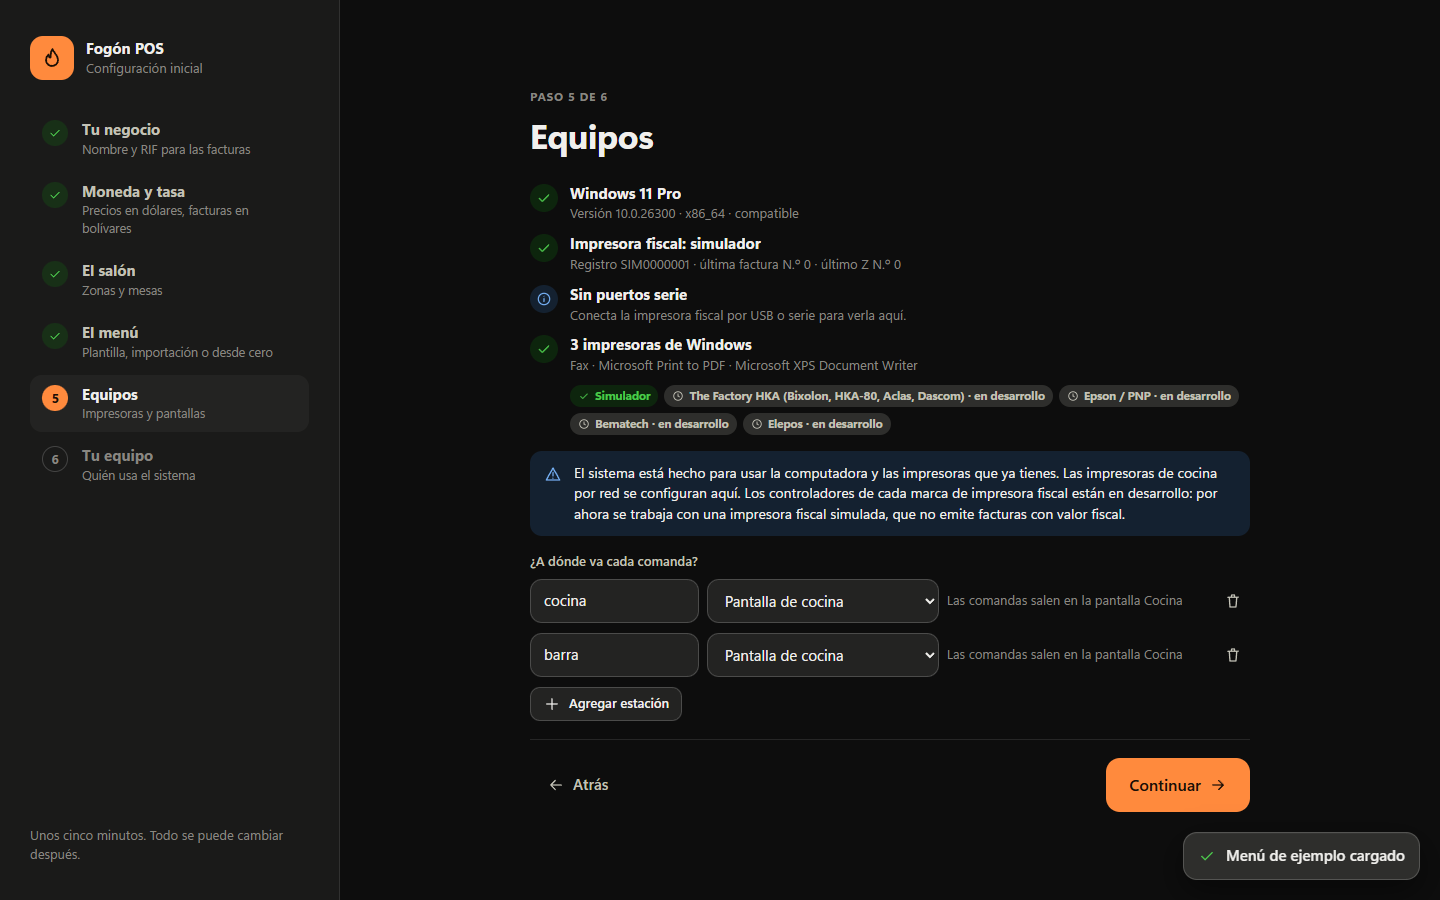 Fogón POS
Configuración inicial
Tu negocio
Nombre y RIF para las facturas
Moneda y tasa
Precios en dólares, facturas en
bolívares
El salón
Zonas y mesas
El menú
Plantilla, importación o desde cero
5
Equipos
Impresoras y pantallas
6
Tu equipo
Quién usa el sistema
Unos cinco minutos. Todo se puede cambiar
después.
PASO 5 DE 6
Equipos
Windows 11 Pro
Versión 10.0.26300 · x86_64 · compatible
Impresora fiscal: simulador
Registro SIM0000001 · última factura N.º 0 · último Z N.º 0
Sin puertos serie
Conecta la impresora fiscal por USB o serie para verla aquí.
3 impresoras de Windows
Fax · Microsoft Print to PDF · Microsoft XPS Document Writer
Simulador
The Factory HKA (Bixolon, HKA-80, Aclas, Dascom) · en desarrollo
Epson / PNP · en desarrollo
Bematech · en desarrollo
Elepos · en desarrollo
El sistema está hecho para usar la computadora y las impresoras que ya tienes. Las impresoras de cocina
por red se configuran aquí. Los controladores de cada marca de impresora fiscal están en desarrollo: por
ahora se trabaja con una impresora fiscal simulada, que no emite facturas con valor fiscal.
¿A dónde va cada comanda?
cocina
Pantalla de cocina
Las comandas salen en la pantalla Cocina
barra
Pantalla de cocina
Las comandas salen en la pantalla Cocina
Agregar estación
Atrás
Continuar
Menú de ejemplo cargado